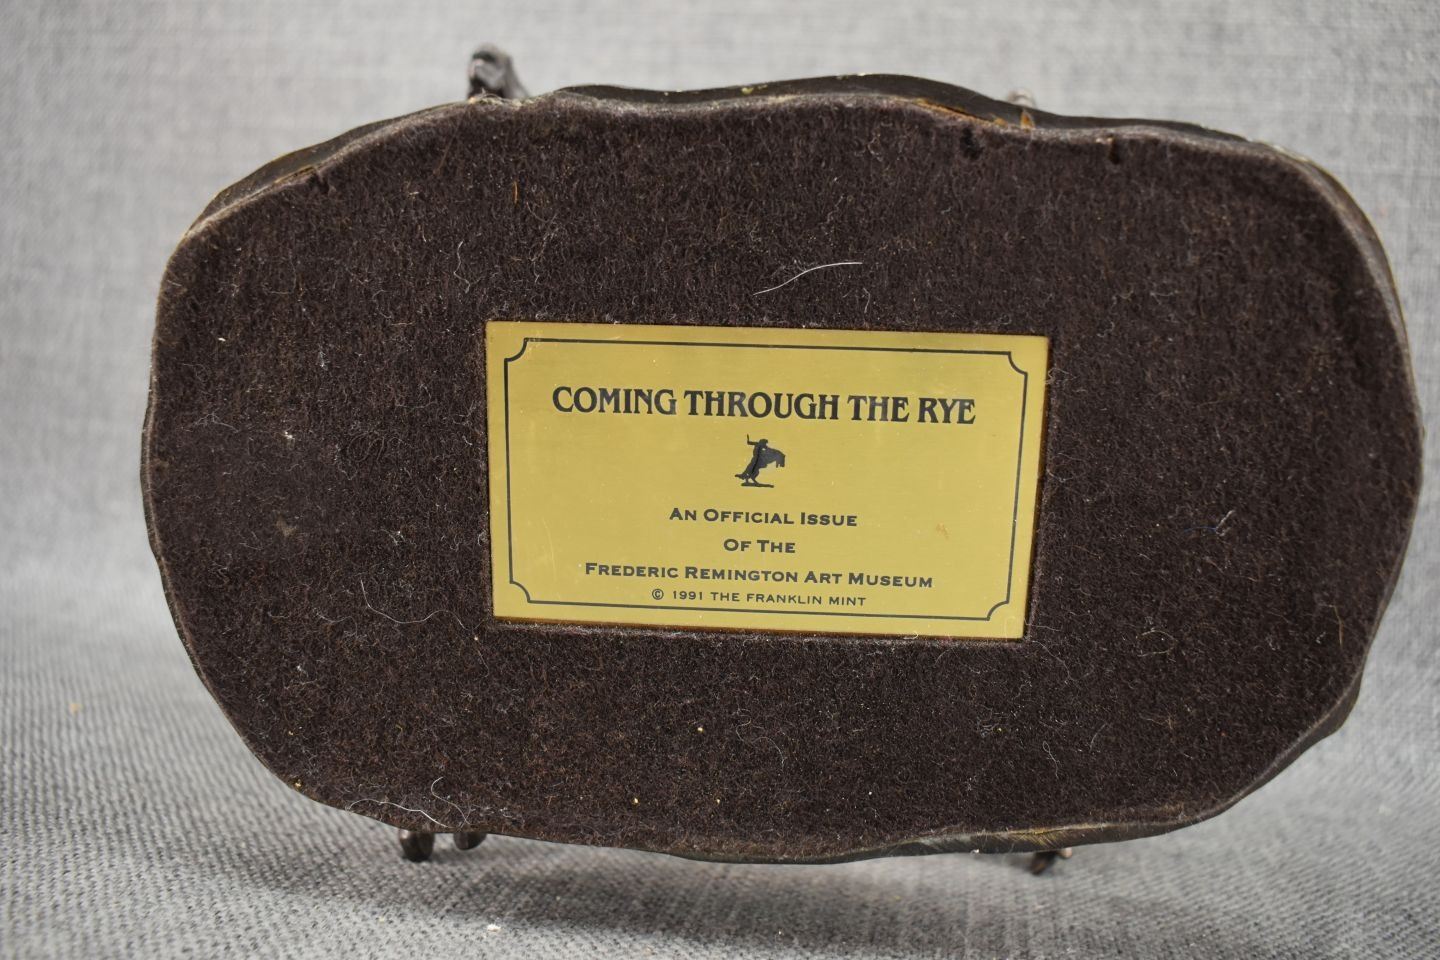 COMING THROUGH THE RYE
AN OFFICIAL ISSUE
OF THE
FREDERIC REMINGTON ART MUSEUM
© 1991 THE FRANKLIN MINT